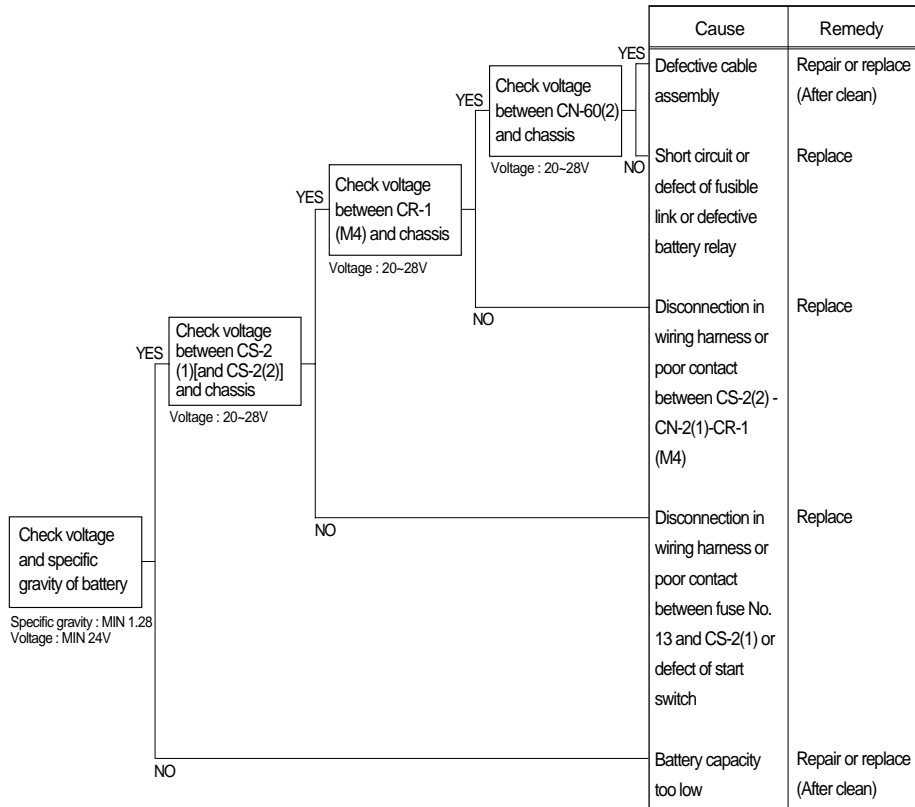 Cause
Remedy
YES
Defective cable
assembly
Repair or replace
(After clean)
YES
Check voltage
between CN-60(2)
and chassis
Voltage : 20~28V
NO
Short circuit or
defect of fusible
link or defective
battery relay
Replace
YES
Check voltage
between CR-1
(M4) and chassis
Voltage : 20~28V
NO
Disconnection in
wiring harness or
poor contact
between CS-2(2) -
CN-2(1)-CR-1
(M4)
Replace
YES
Check voltage
between CS-2
(1)[and CS-2(2)]
and chassis
Voltage : 20~28V
NO
Disconnection in
wiring harness or
poor contact
between fuse No.
13 and CS-2(1) or
defect of start
switch
Replace
Check voltage
and specific
gravity of battery
Specific gravity : MIN 1.28
Voltage : MIN 24V
NO
Battery capacity
too low
Repair or replace
(After clean)